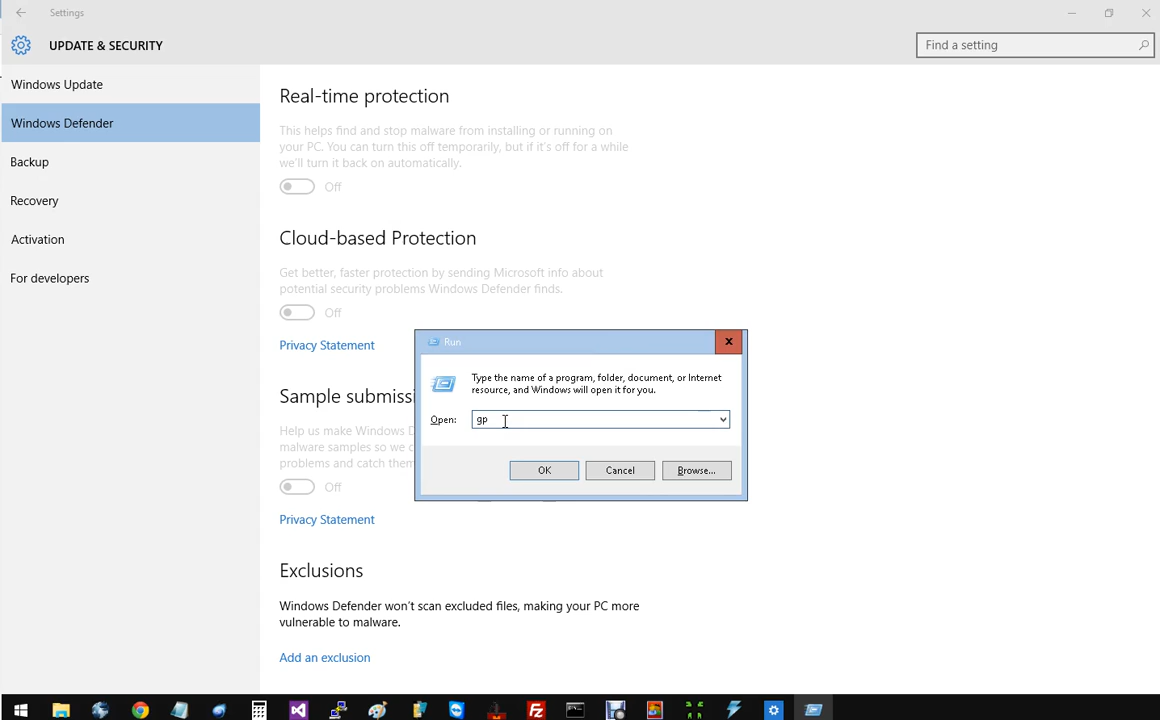 Settings
UPDATE & SECURITY
Find a setting
Windows Update
Windows Defender
Backup
Recovery
Activation
For developers
Real-time protection
This helps find and stop malware from installing or running on
your PC. You can turn this off temporarily, but if it's off for a while
we'll turn it back on automatically.
Off
Cloud-based Protection
Get better, faster protection by sending Microsoft info about
potential security problems Windows Defender finds.
Off
Privacy Statement
Sample submissi
Help us make Windows D
malware samples so we c
problems and catch them
Off
Privacy Statement
Exclusions
Windows Defender won't scan excluded files, making your PC more
vulnerable to malware.
Add an exclusion
Run
x
Type the name of a program, folder, document, or Internet
resource, and Windows will open it for you.
Open: gp
OK Cancel Browse...